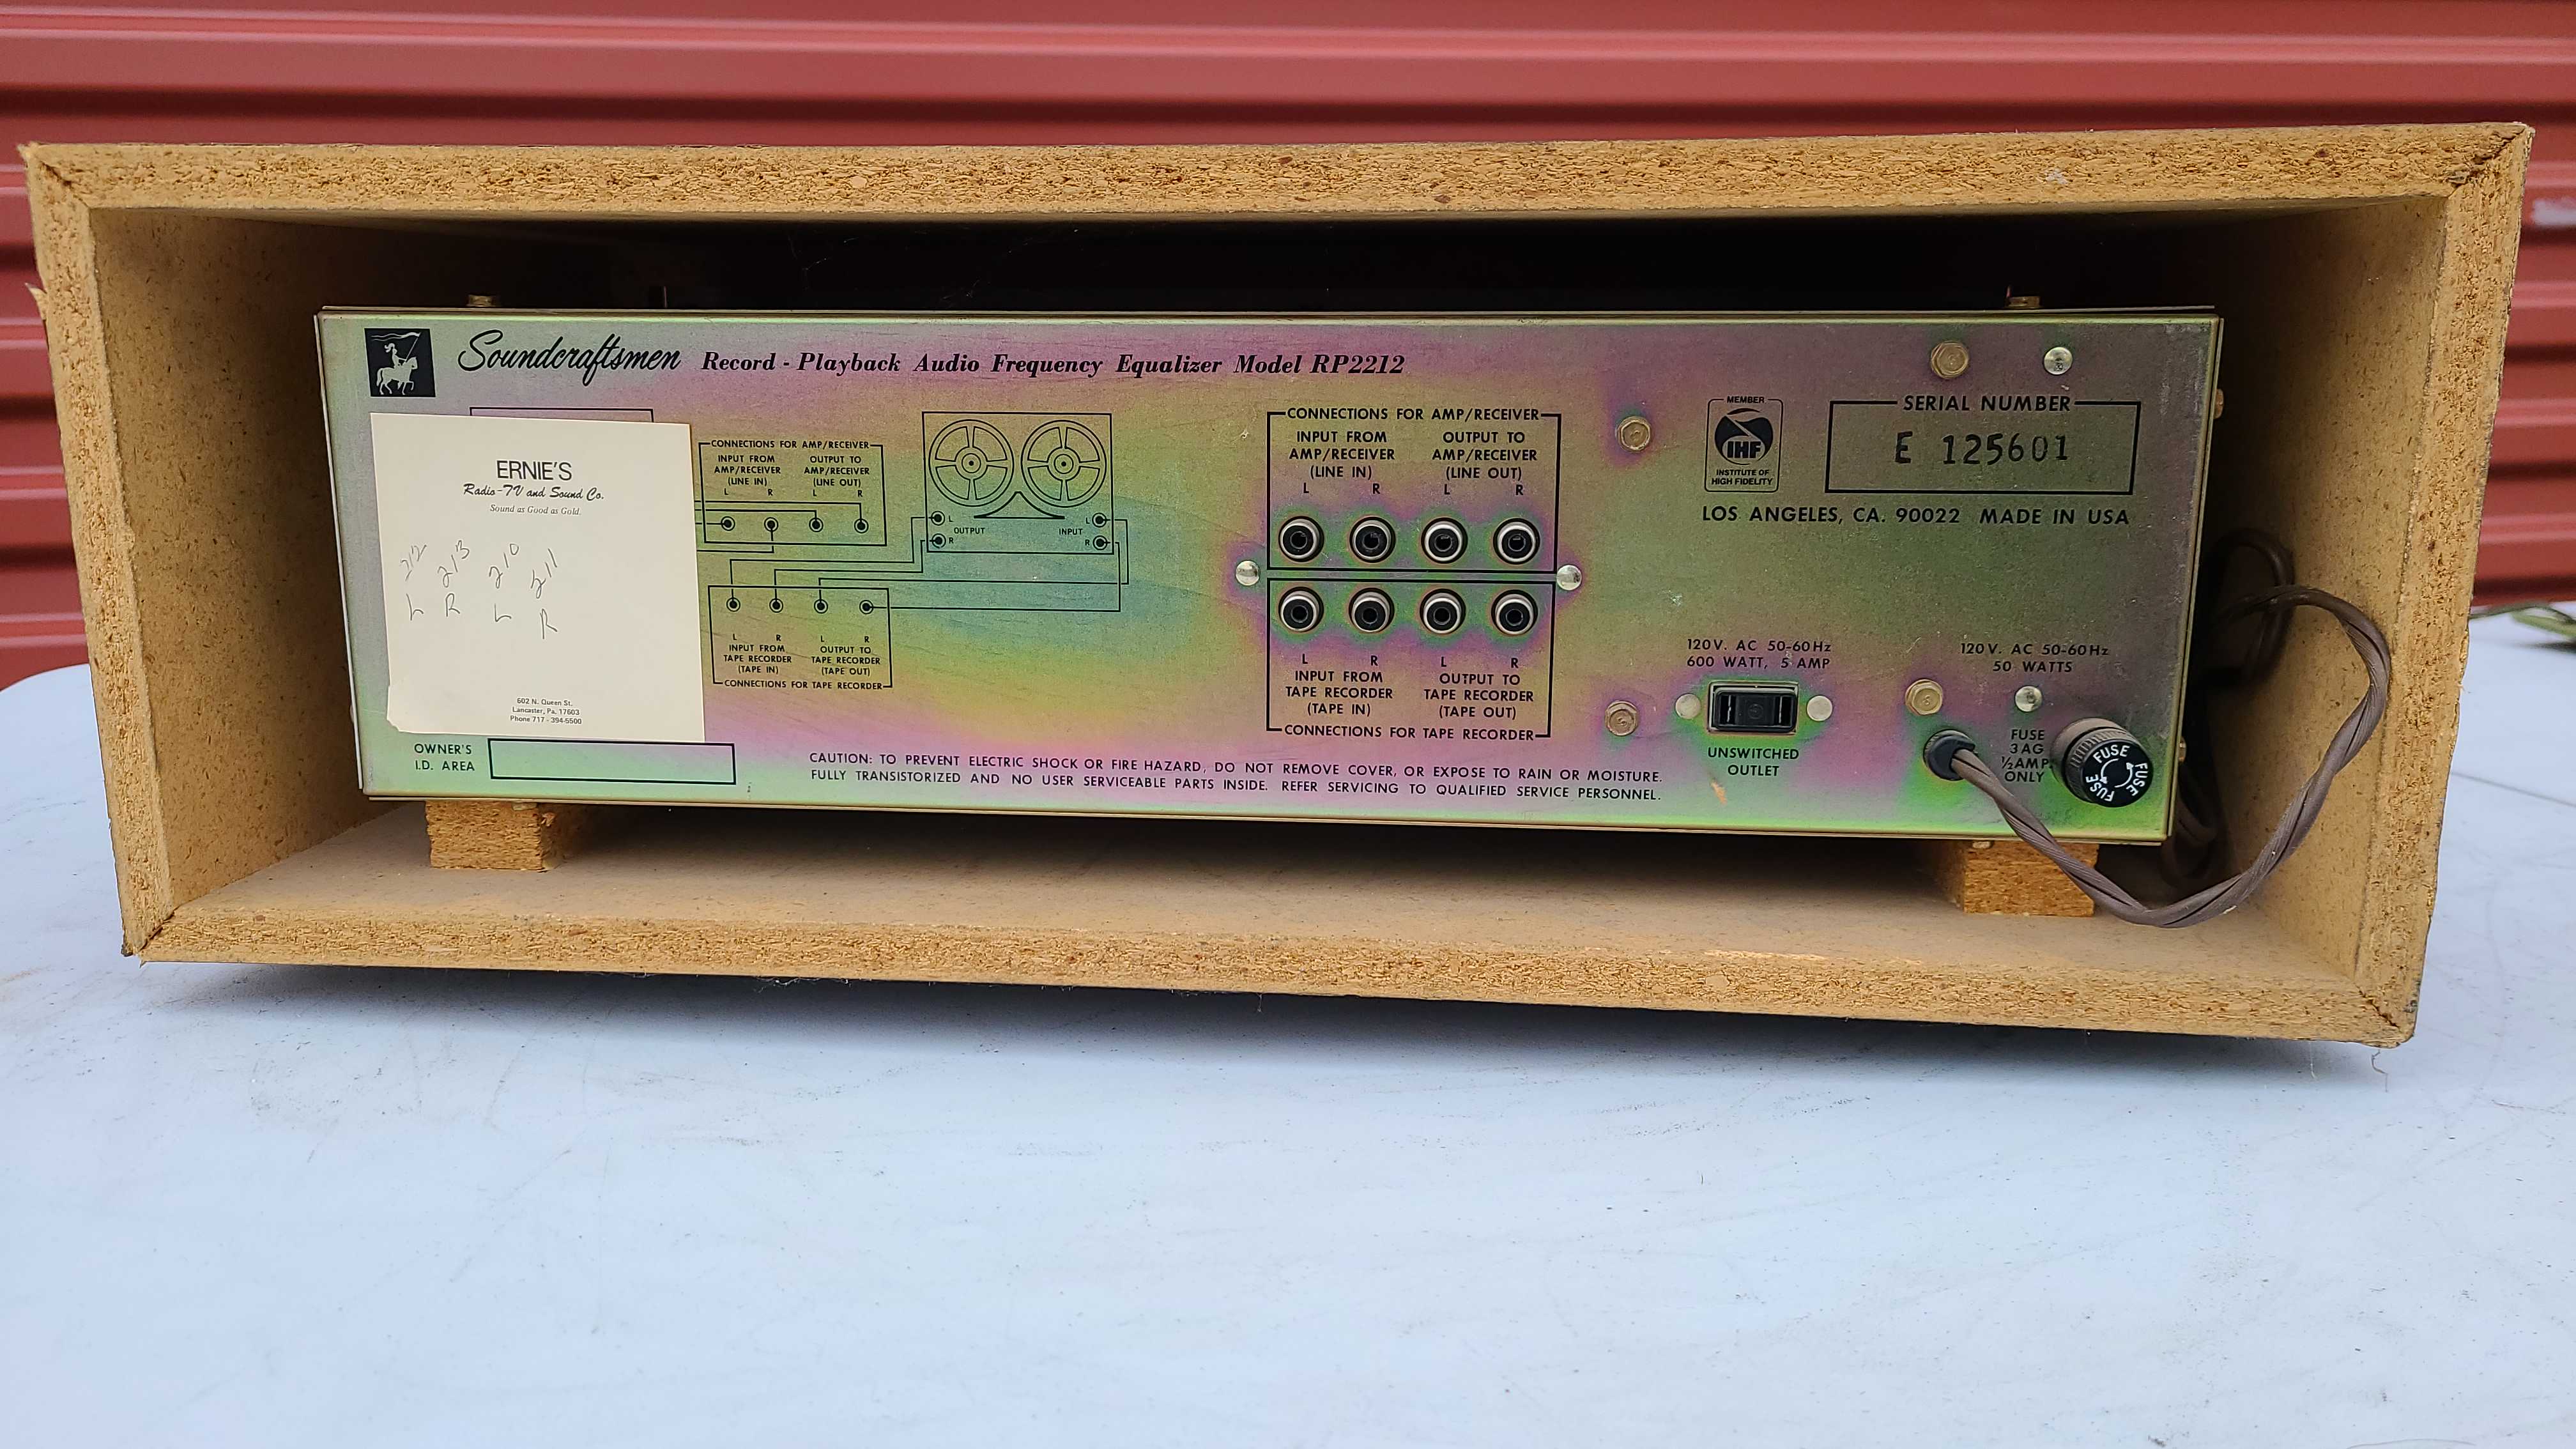 Soundcraftsmen Record - Playback Audio Frequency Equalizer Model RP2212
ERNIE'S
Radio-TV and Sound Co.
Sound as Good as Gold.
212 213 210 211
L R L R
602 N. Queen St.
Lancaster, Pa. 17603
Phone 717 - 394-5500
OWNER'S
I.D. AREA
CONNECTIONS FOR AMP/RECEIVER
INPUT FROM
AMP/RECEIVER
(LINE IN)
OUTPUT TO
AMP/RECEIVER
(LINE OUT)
L R L R
L
R
OUTPUT
INPUT
L
R
L R L R
INPUT FROM
TAPE RECORDER
(TAPE IN)
OUTPUT TO
TAPE RECORDER
(TAPE OUT)
CONNECTIONS FOR TAPE RECORDER
CONNECTIONS FOR AMP/RECEIVER
INPUT FROM
AMP/RECEIVER
(LINE IN)
OUTPUT TO
AMP/RECEIVER
(LINE OUT)
L R L R
L R L R
INPUT FROM
TAPE RECORDER
(TAPE IN)
OUTPUT TO
TAPE RECORDER
(TAPE OUT)
CONNECTIONS FOR TAPE RECORDER
MEMBER
IHF
INSTITUTE OF
HIGH FIDELITY
SERIAL NUMBER
E 125601
LOS ANGELES, CA. 90022 MADE IN USA
120V. AC 50-60Hz
600 WATT, 5 AMP
UNSWITCHED
OUTLET
120V. AC 50-60Hz
50 WATTS
FUSE
3 AG
½ AMP.
ONLY
FUSE
FUSE
FUSE
CAUTION: TO PREVENT ELECTRIC SHOCK OR FIRE HAZARD, DO NOT REMOVE COVER, OR EXPOSE TO RAIN OR MOISTURE.
FULLY TRANSISTORIZED AND NO USER SERVICEABLE PARTS INSIDE. REFER SERVICING TO QUALIFIED SERVICE PERSONNEL.